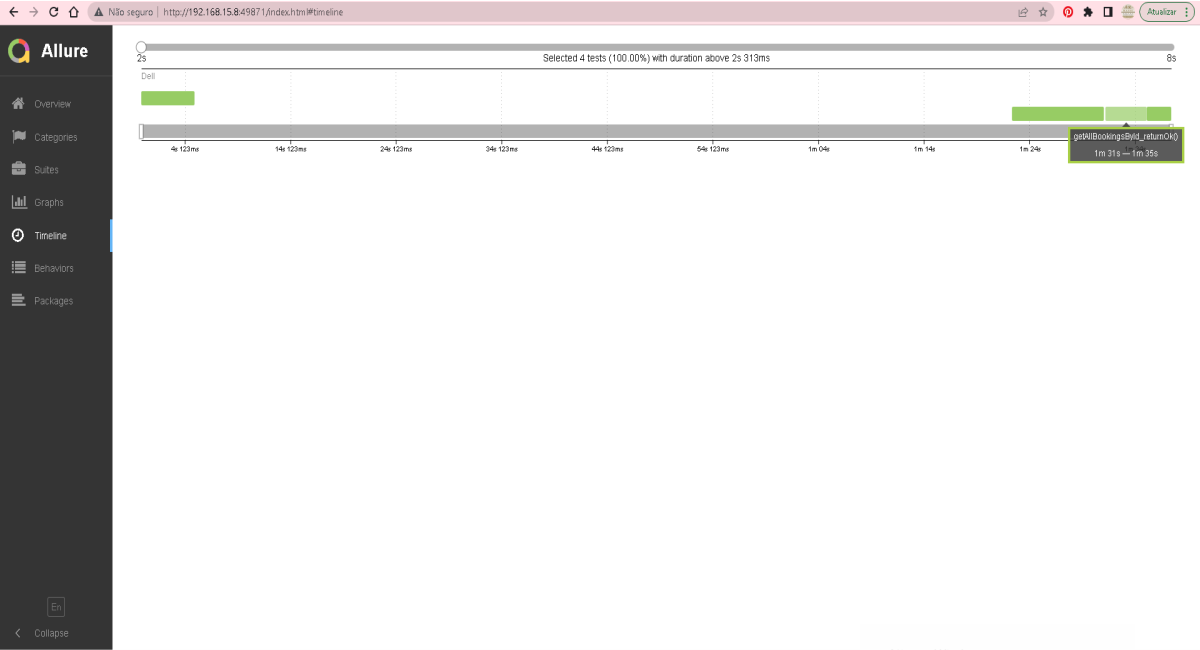 Não seguro | http://192.168.15.8:49871/index.html#timeline
Atualizar
Allure
2s
Selected 4 tests (100.00%) with duration above 2s 313ms
8s
Dell
Overview
Categories
Suites
Graphs
Timeline
Behaviors
Packages
getAllBookingsById_returnOk()
1m 31s — 1m 35s
4s 123ms
14s 123ms
24s 123ms
34s 123ms
44s 123ms
54s 123ms
1m 04s
1m 14s
1m 24s
En
Collapse